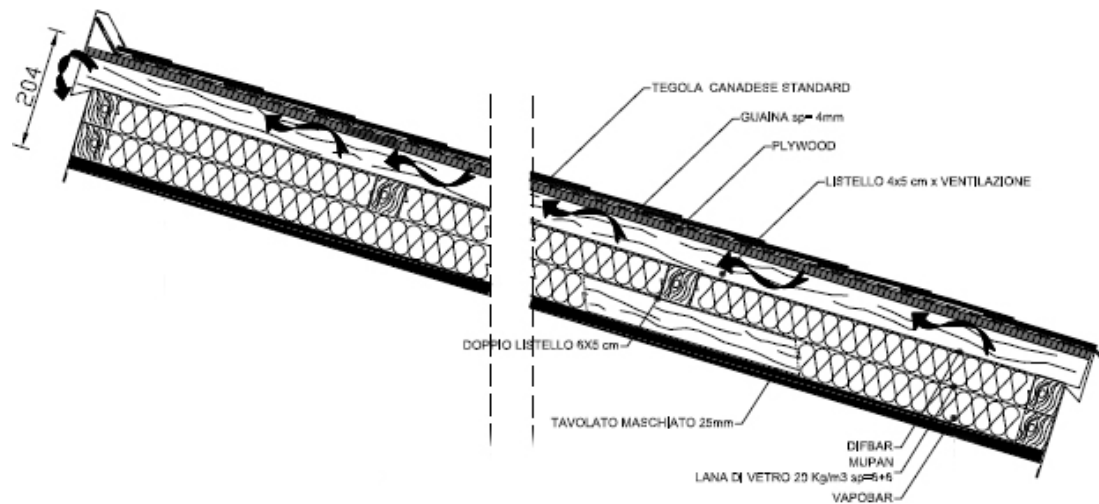 204
TEGOLA CANADESE STANDARD
GUAINA sp= 4mm
PLYWOOD
LISTELLO 4x5 cm x VENTILAZIONE
DOPPIO LISTELLO 6X5 cm
TAVOLATO MASCHIATO 25mm
DIFBAR
MUPAN
LANA DI VETRO 20 Kg/m3 sp=6+6
VAPOBAR